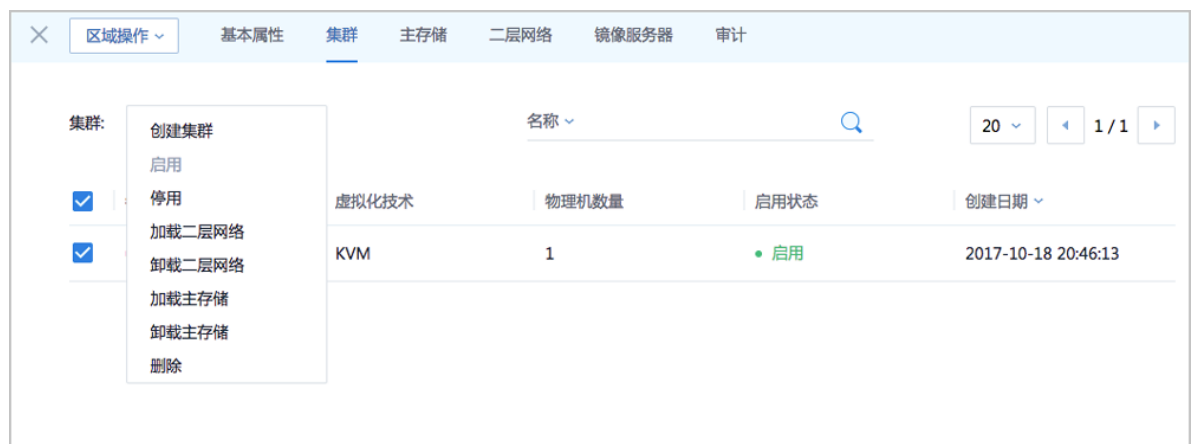 区域操作 基本属性 集群 主存储 二层网络 镜像服务器 审计
集群: 名称 20 1 / 1
创建集群
启用
停用
加载二层网络
卸载二层网络
加载主存储
卸载主存储
删除
虚拟化技术 物理机数量 启用状态 创建日期
KVM 1 启用 2017-10-18 20:46:13